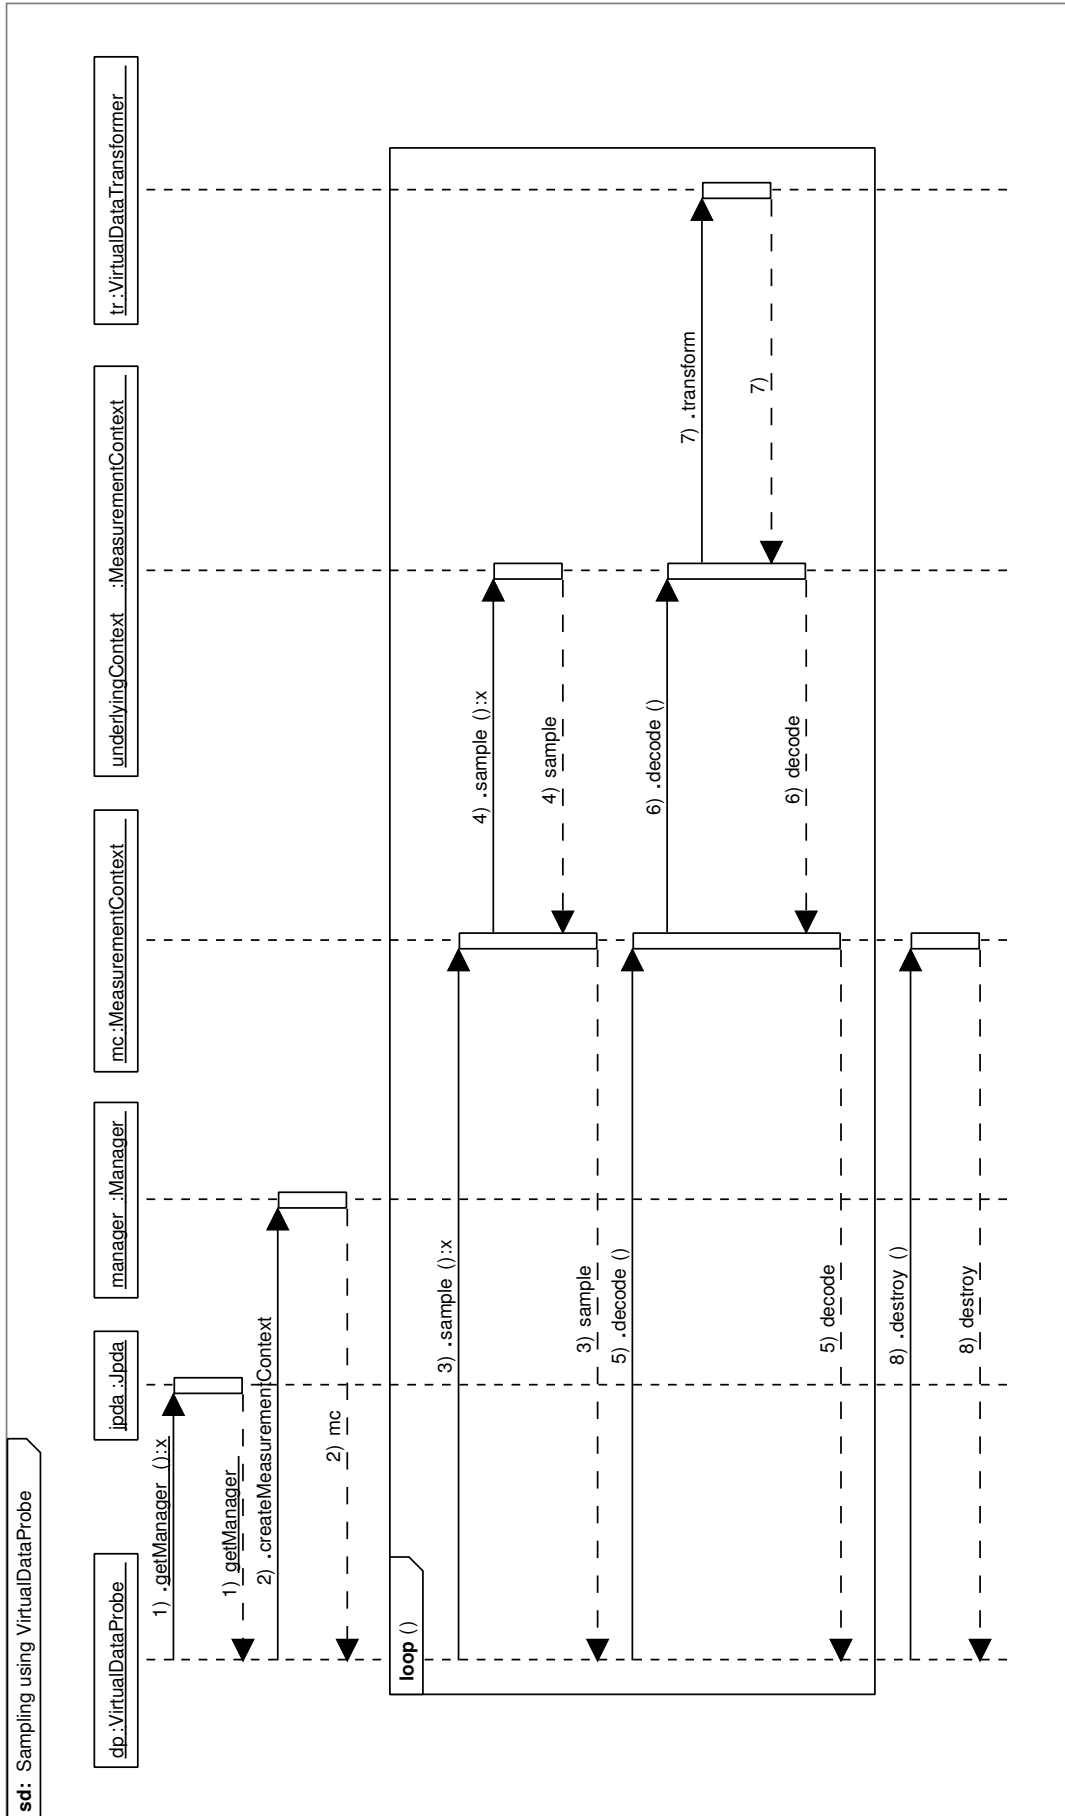 sd: Sampling using VirtualDataProbe
dp:VirtualDataProbe
jpda:Jpda
manager :Manager
mc:MeasurementContext
underlyingContext :MeasurementContext
tr:VirtualDataTransformer
1) .getManager ():x
1) getManager
2) .createMeasurementContext
2) mc
loop ()
3) .sample ():x
4) .sample ():x
4) sample
3) sample
5) .decode ()
6) .decode ()
7) .transform
7)
6) decode
5) decode
8) .destroy ()
8) destroy